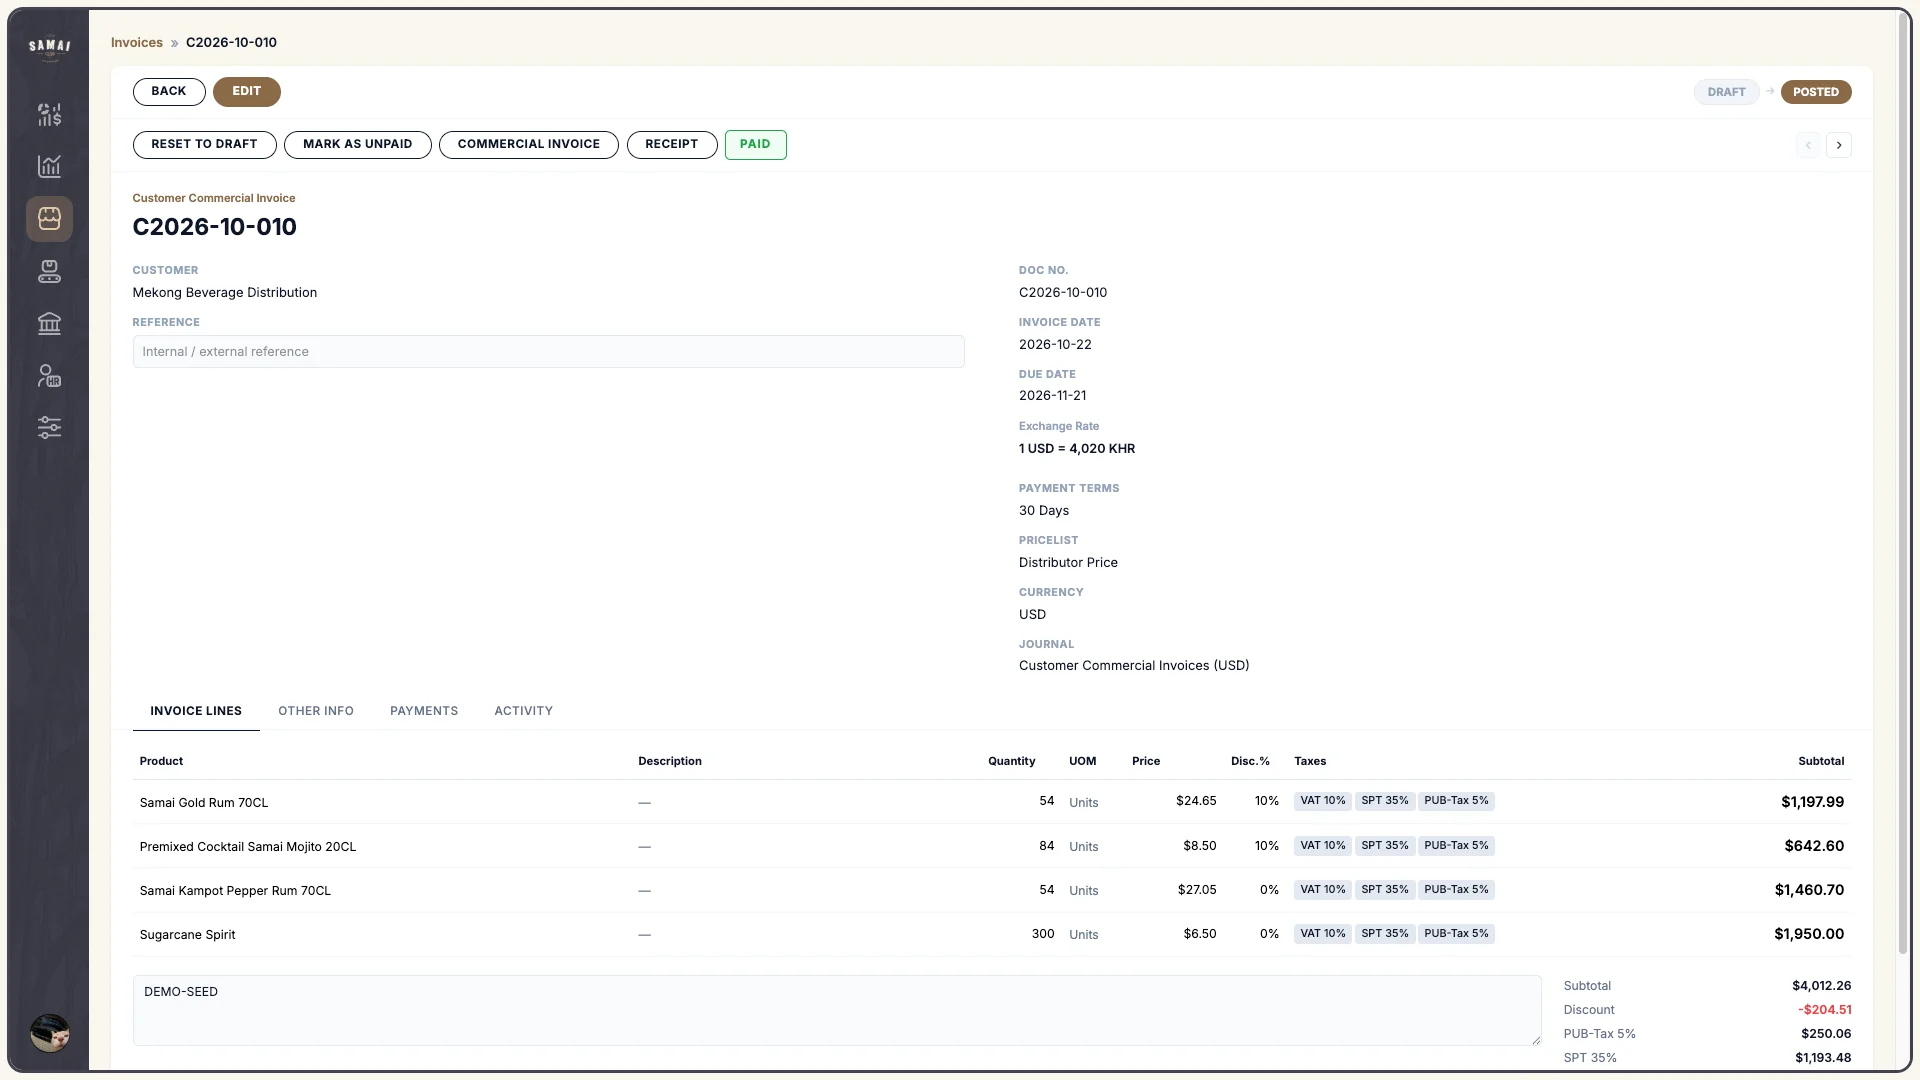 SAMAI
Invoices » C2026-10-010
BACK EDIT DRAFT → POSTED
RESET TO DRAFT MARK AS UNPAID COMMERCIAL INVOICE RECEIPT PAID
Customer Commercial Invoice
C2026-10-010
CUSTOMER
Mekong Beverage Distribution
REFERENCE
Internal / external reference
DOC NO.
C2026-10-010
INVOICE DATE
2026-10-22
DUE DATE
2026-11-21
Exchange Rate
1 USD = 4,020 KHR
PAYMENT TERMS
30 Days
PRICELIST
Distributor Price
CURRENCY
USD
JOURNAL
Customer Commercial Invoices (USD)
INVOICE LINES OTHER INFO PAYMENTS ACTIVITY
Product Description Quantity UOM Price Disc.% Taxes Subtotal
Samai Gold Rum 70CL — 54 Units $24.65 10% VAT 10% SPT 35% PUB-Tax 5% $1,197.99
Premixed Cocktail Samai Mojito 20CL — 84 Units $8.50 10% VAT 10% SPT 35% PUB-Tax 5% $642.60
Samai Kampot Pepper Rum 70CL — 54 Units $27.05 0% VAT 10% SPT 35% PUB-Tax 5% $1,460.70
Sugarcane Spirit — 300 Units $6.50 0% VAT 10% SPT 35% PUB-Tax 5% $1,950.00
DEMO-SEED
Subtotal $4,012.26
Discount -$204.51
PUB-Tax 5% $250.06
SPT 35% $1,193.48